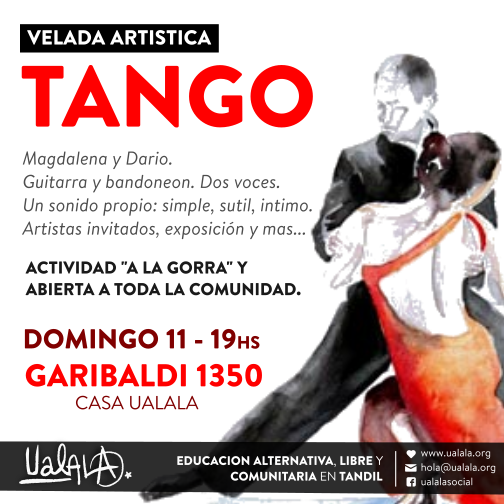 VELADA ARTISTICA
TANGO
Magdalena y Dario.
Guitarra y bandoneon. Dos voces.
Un sonido propio: simple, sutil, intimo.
Artistas invitados, exposición y mas...
ACTIVIDAD "A LA GORRA" Y
ABIERTA A TODA LA COMUNIDAD.
DOMINGO 11 - 19HS
GARIBALDI 1350
CASA UALALA
UalALA
EDUCACION ALTERNATIVA, LIBRE Y
COMUNITARIA EN TANDIL
www.ualala.org
hola@ualala.org
ualalasocial